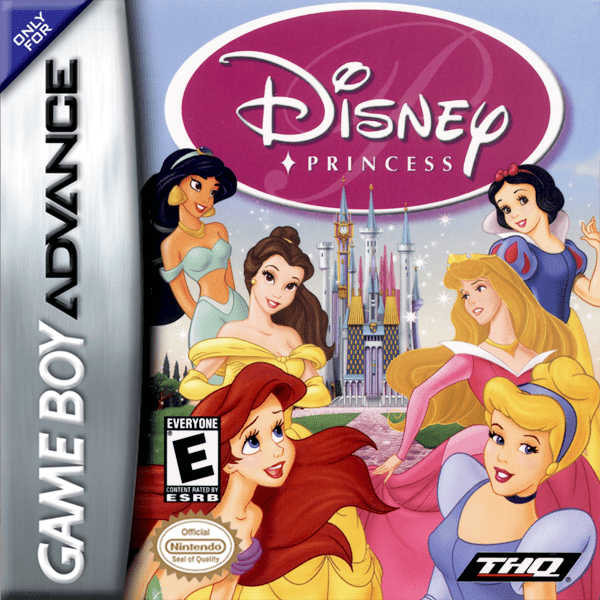 ONLY
FOR
GAME BOY ADVANCE
Disney
PRINCESS
EVERYONE
E
CONTENT RATED BY
ESRB
Official
Nintendo
Seal of Quality
THQ
®